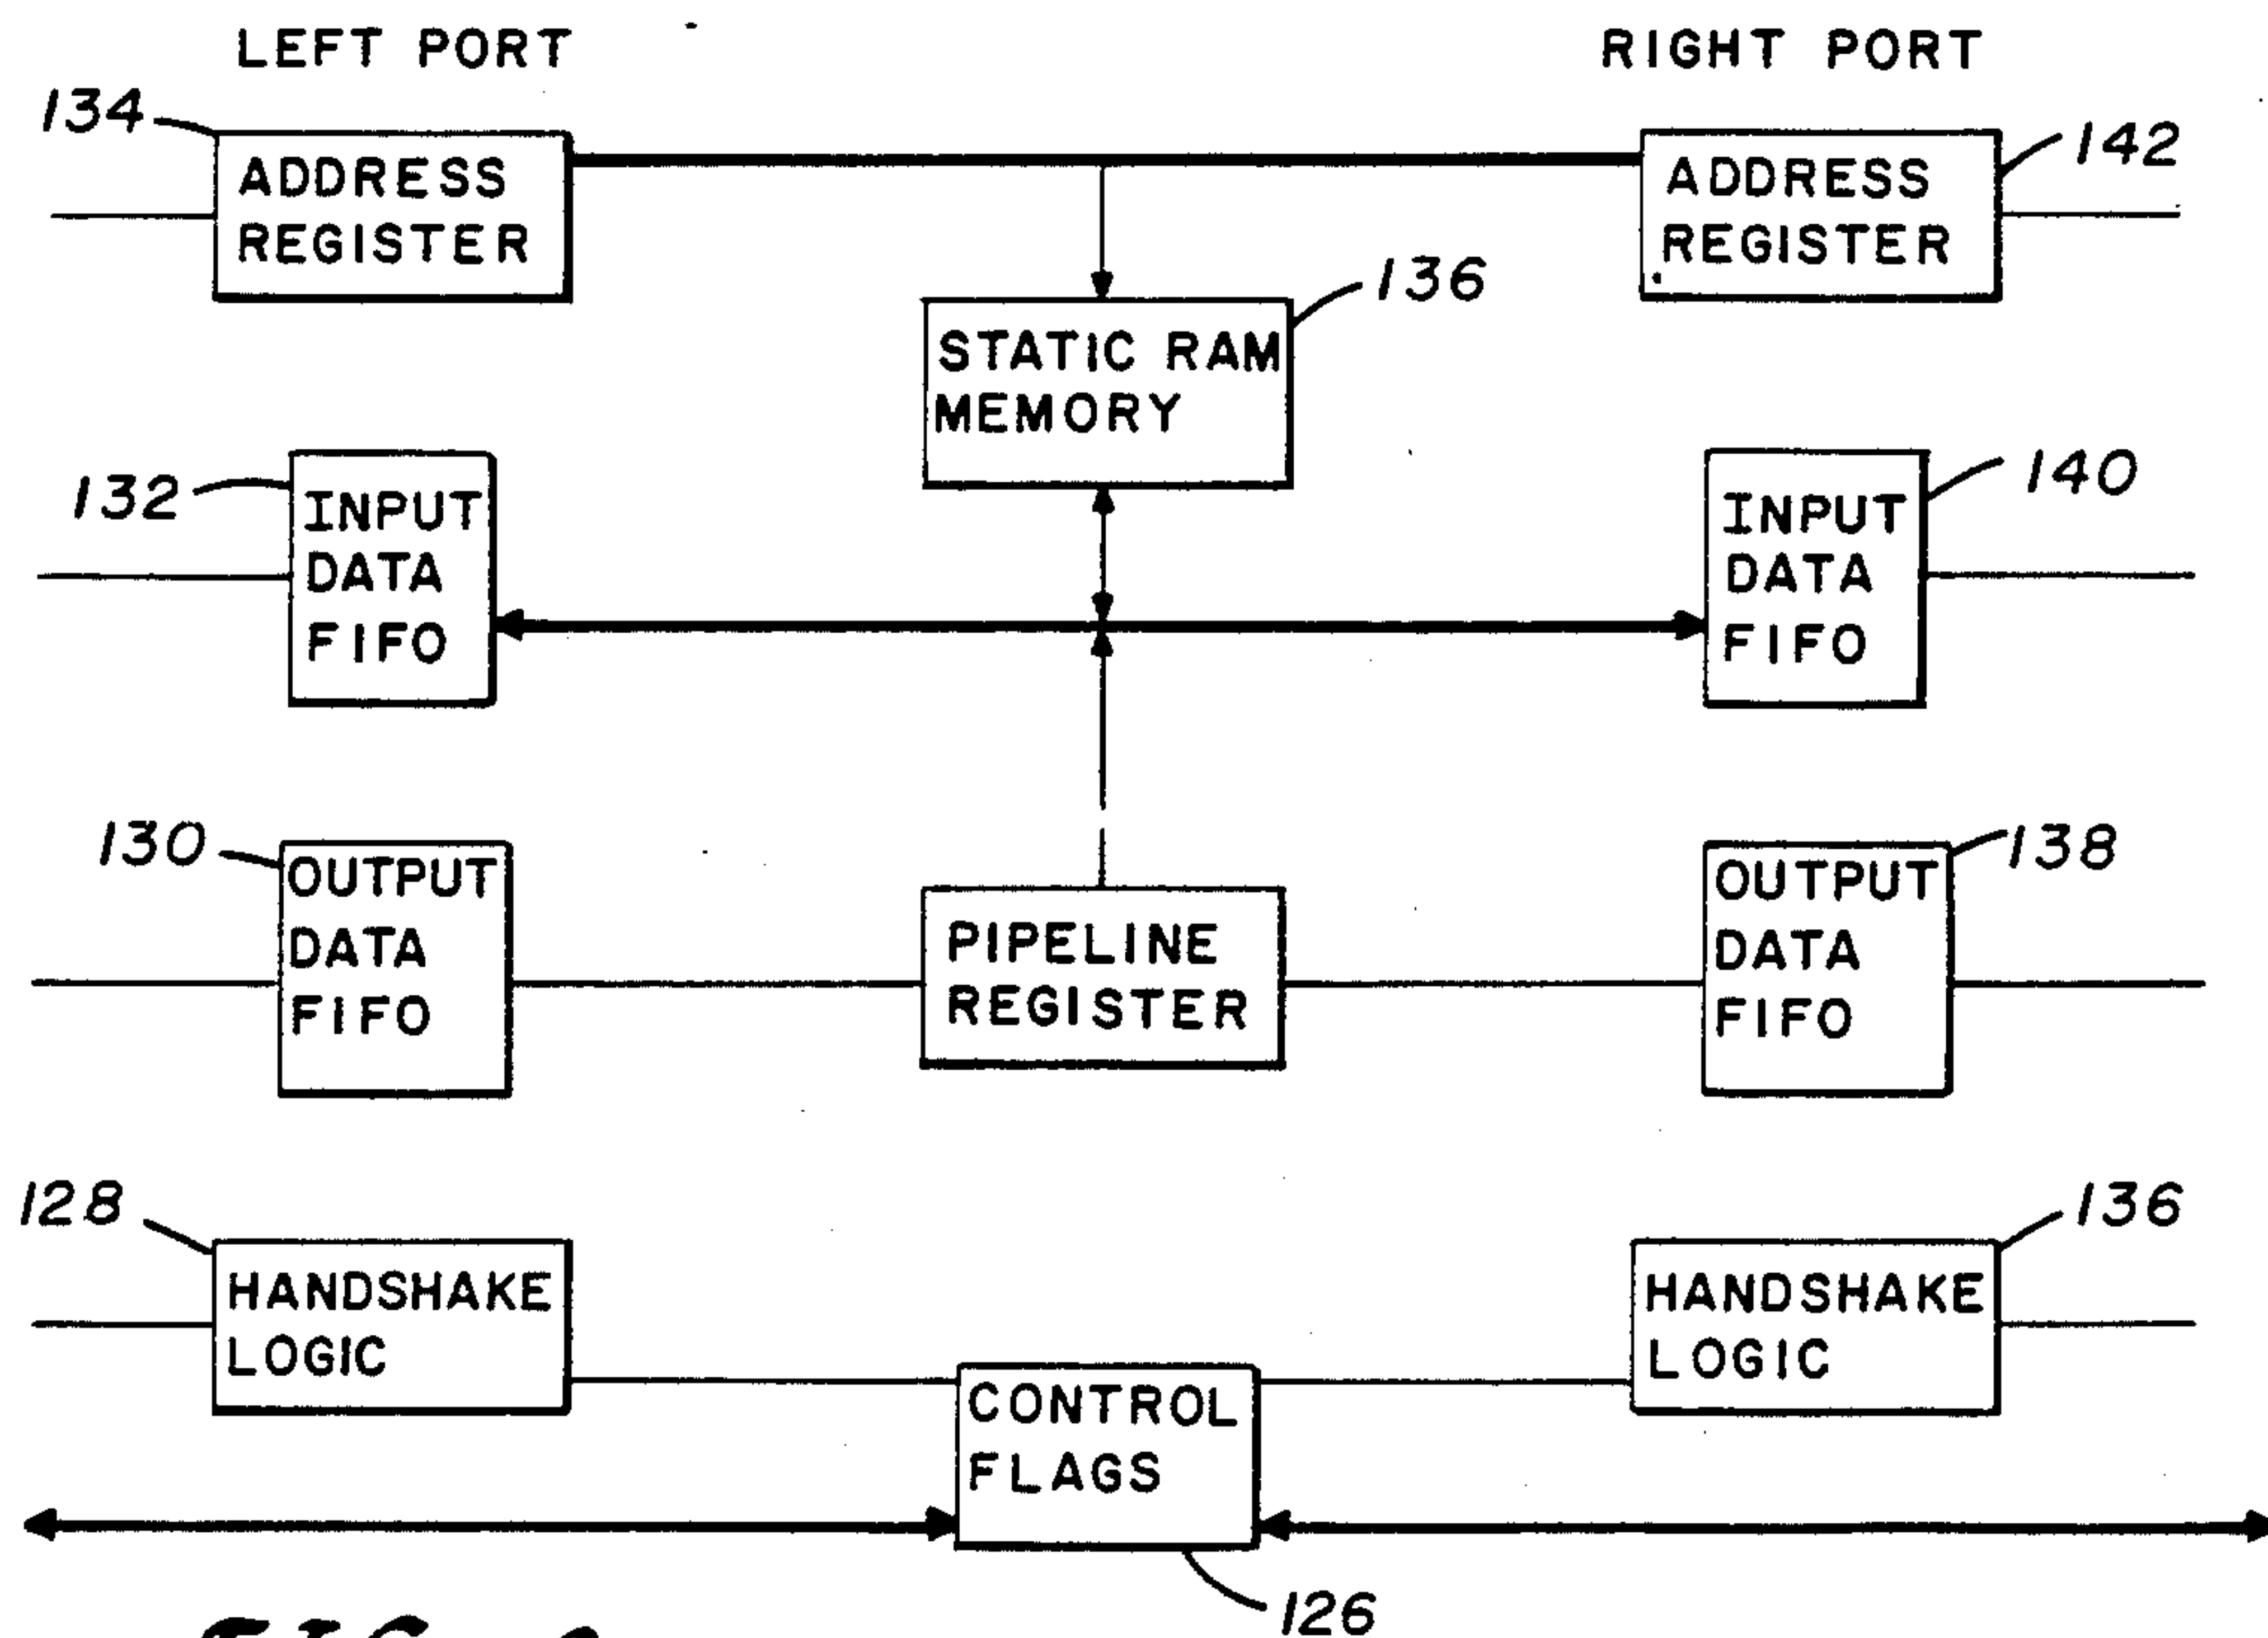 LEFT PORT
RIGHT PORT
134
ADDRESS
REGISTER
ADDRESS
REGISTER
142
STATIC RAM
MEMORY
136
132
INPUT
DATA
FIFO
INPUT
DATA
FIFO
140
130
OUTPUT
DATA
FIFO
PIPELINE
REGISTER
OUTPUT
DATA
FIFO
138
128
HANDSHAKE
LOGIC
HANDSHAKE
LOGIC
136
CONTROL
FLAGS
126